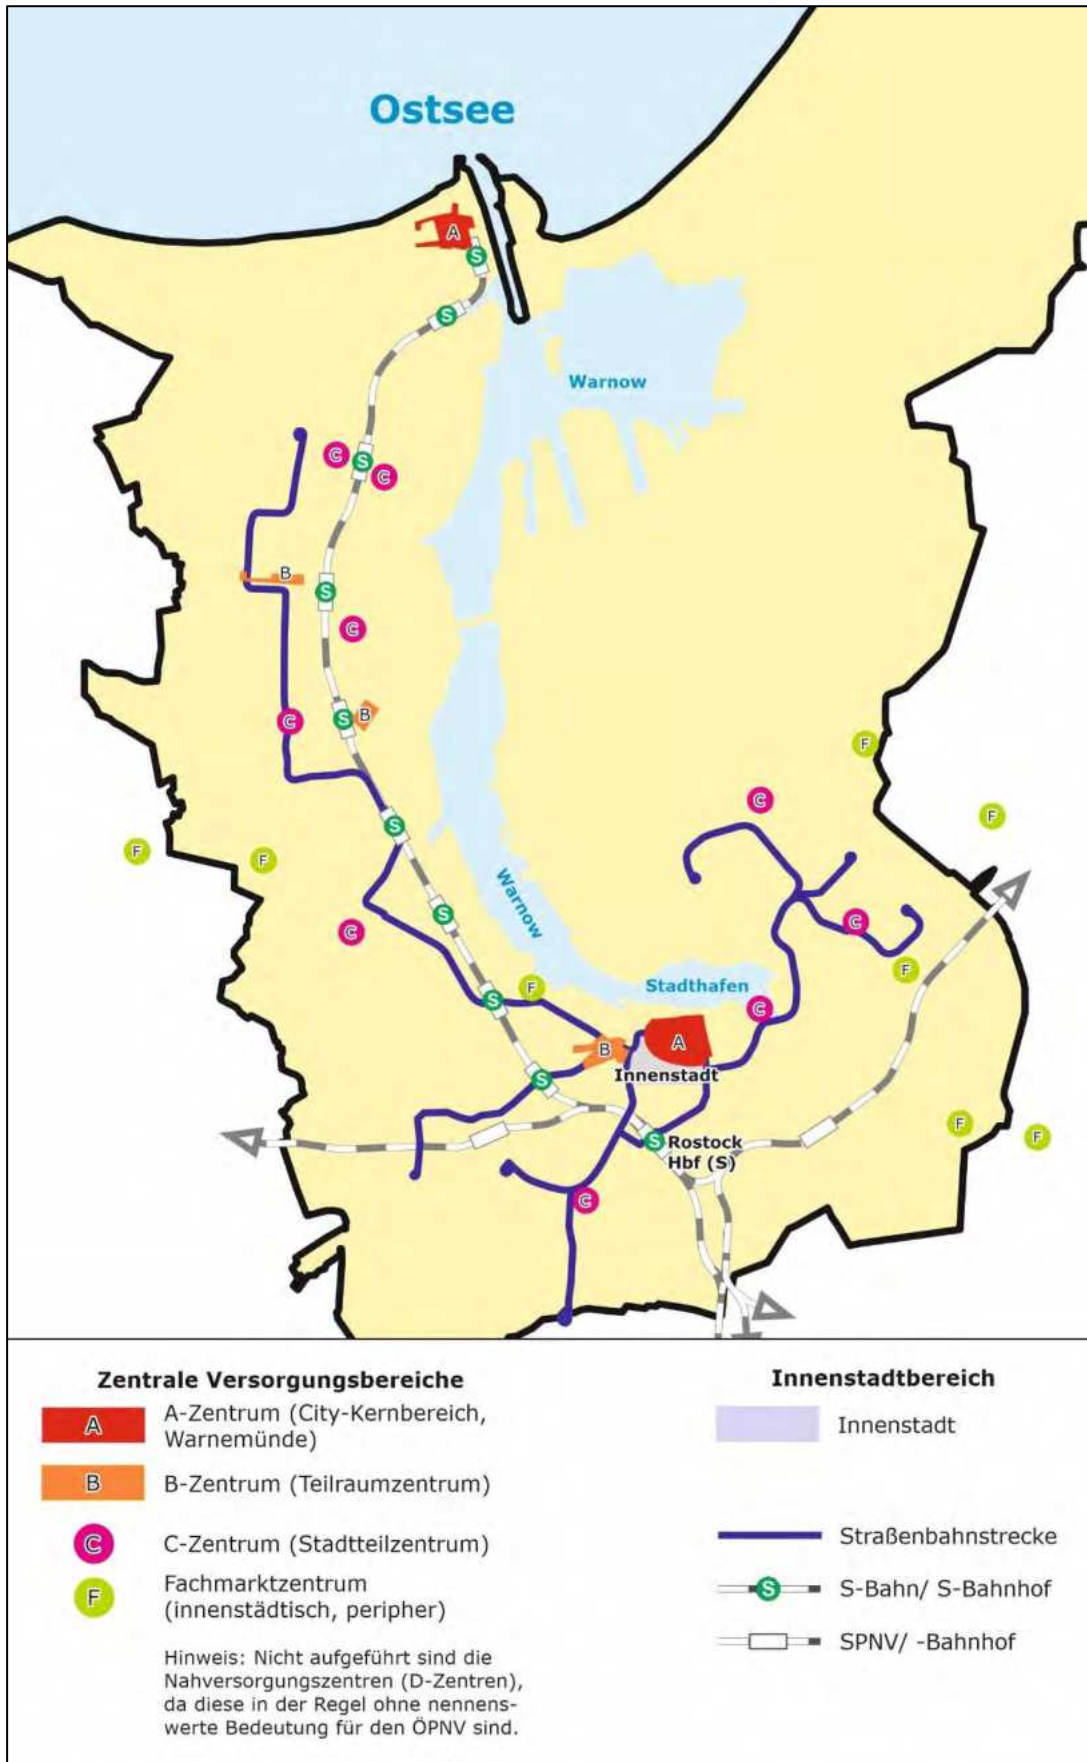 Ostsee
A
S
S
Warnow
C
S
C
B
S
C
C
S
B
F
C
F
S
F
F
C
S
C
Warnow
F
S
F
Stadthafen
C
B
A
Innenstadt
S
F
S
Rostock
Hbf (S)
F
C
Zentrale Versorgungsbereiche
A
A-Zentrum (City-Kernbereich,
Warnemünde)
B
B-Zentrum (Teilraumzentrum)
C
C-Zentrum (Stadtteilzentrum)
F
Fachmarktzentrum
(innenstädtisch, peripher)
Hinweis: Nicht aufgeführt sind die
Nahversorgungszentren (D-Zentren),
da diese in der Regel ohne nennens-
werte Bedeutung für den ÖPNV sind.
Innenstadtbereich
Innenstadt
Straßenbahnstrecke
S
S-Bahn/ S-Bahnhof
SPNV/ -Bahnhof